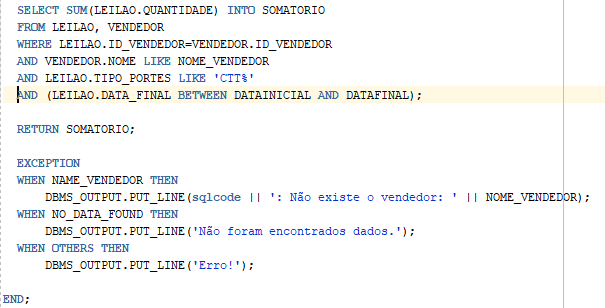 SELECT SUM(LEILAO.QUANTIDADE) INTO SOMATORIO
FROM LEILAO, VENDEDOR
WHERE LEILAO.ID_VENDEDOR=VENDEDOR.ID_VENDEDOR
AND VENDEDOR.NOME LIKE NOME_VENDEDOR
AND LEILAO.TIPO_PORTES LIKE 'CTT%'
AND (LEILAO.DATA_FINAL BETWEEN DATAINICIAL AND DATAFINAL);
RETURN SOMATORIO;
EXCEPTION
WHEN NAME_VENDEDOR THEN
DBMS_OUTPUT.PUT_LINE(sqlcode || ': Não existe o vendedor: ' || NOME_VENDEDOR);
WHEN NO_DATA_FOUND THEN
DBMS_OUTPUT.PUT_LINE('Não foram encontrados dados.');
WHEN OTHERS THEN
DBMS_OUTPUT.PUT_LINE('Erro!');
END;